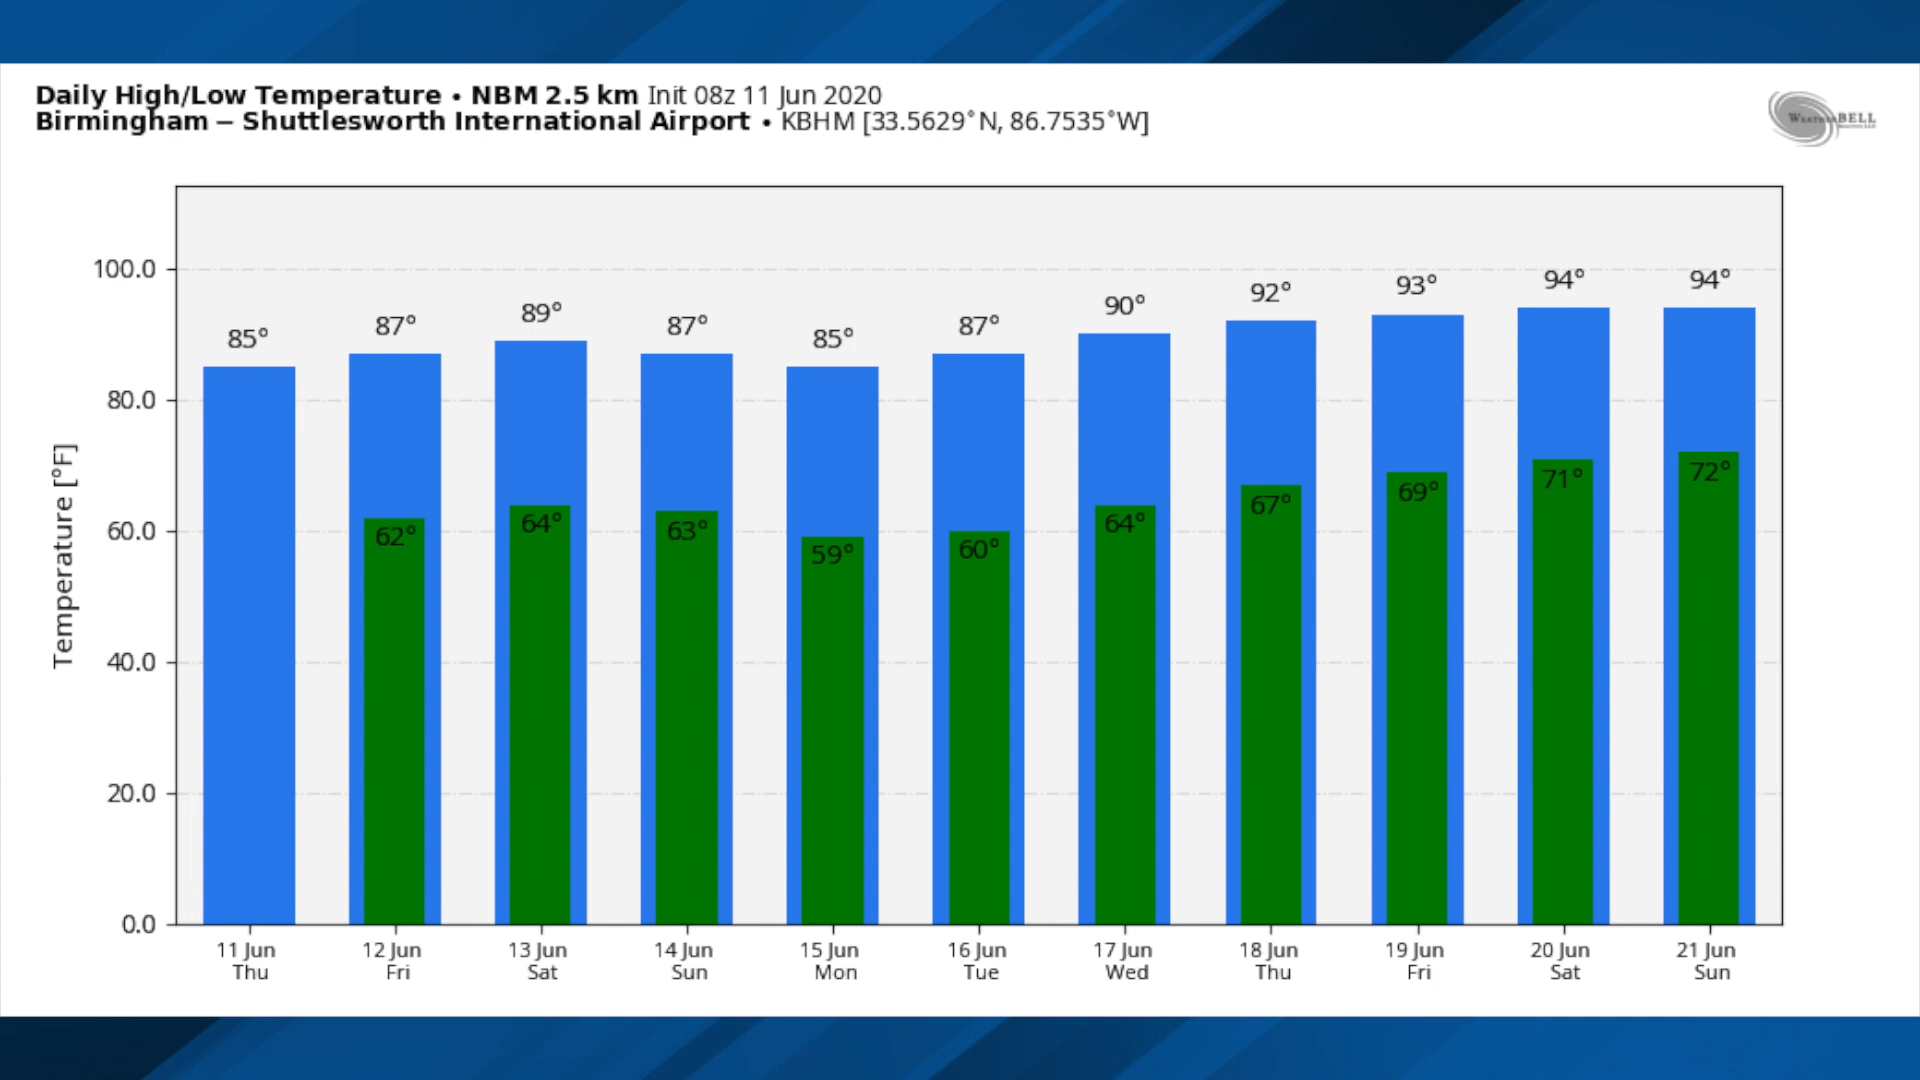 Daily High/Low Temperature • NBM 2.5 km Init 08z 11 Jun 2020
Birmingham – Shuttlesworth International Airport • KBHM [33.5629°N, 86.7535°W]
WEATHERBELL
Temperature [°F]
100.0
80.0
60.0
40.0
20.0
0.0
85° 87° 89° 87° 85° 87° 90° 92° 93° 94° 94°
62° 64° 63° 59° 60° 64° 67° 69° 71° 72°
11 Jun 12 Jun 13 Jun 14 Jun 15 Jun 16 Jun 17 Jun 18 Jun 19 Jun 20 Jun 21 Jun
Thu Fri Sat Sun Mon Tue Wed Thu Fri Sat Sun